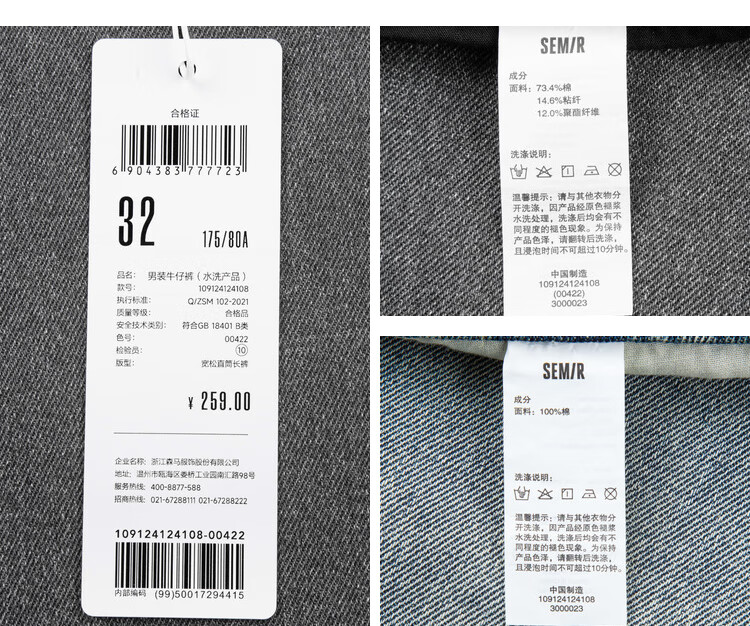 合格证
6 904383 777723
32
175/80A
品名: 男装牛仔裤(水洗产品)
款号: 109124124108
执行标准: Q/ZSM 102-2021
质量等级: 合格品
安全技术类别: 符合GB 18401 B类
色号: 00422
检验员: ⑩
版型: 宽松直筒长裤
¥ 259.00
企业名称: 浙江森马服饰股份有限公司
地址: 温州市瓯海区娄桥工业园南汇路98号
服务热线: 400-8877-588
招商热线: 021-67288111 021-67288222
109124124108-00422
内部编码 (99)50017294415
SEM/R
成分
面料: 73.4%棉
14.6%粘纤
12.0%聚酯纤维
洗涤说明:
温馨提示: 请与其他衣物分
开洗涤, 因产品经原色褪浆
水洗处理, 洗涤后均会有不
同程度的褪色现象。为保持
产品色泽, 请翻转后洗涤,
且浸泡时间不可超过10分钟。
中国制造
109124124108
(00422)
3000023
SEM/R
成分
面料: 100%棉
洗涤说明:
温馨提示: 请与其他衣物分
开洗涤, 因产品经原色褪浆
水洗处理, 洗涤后均会有不
同程度的褪色现象。为保持
产品色泽, 请翻转后洗涤,
且浸泡时间不可超过10分钟。
中国制造
109124124108
3000023